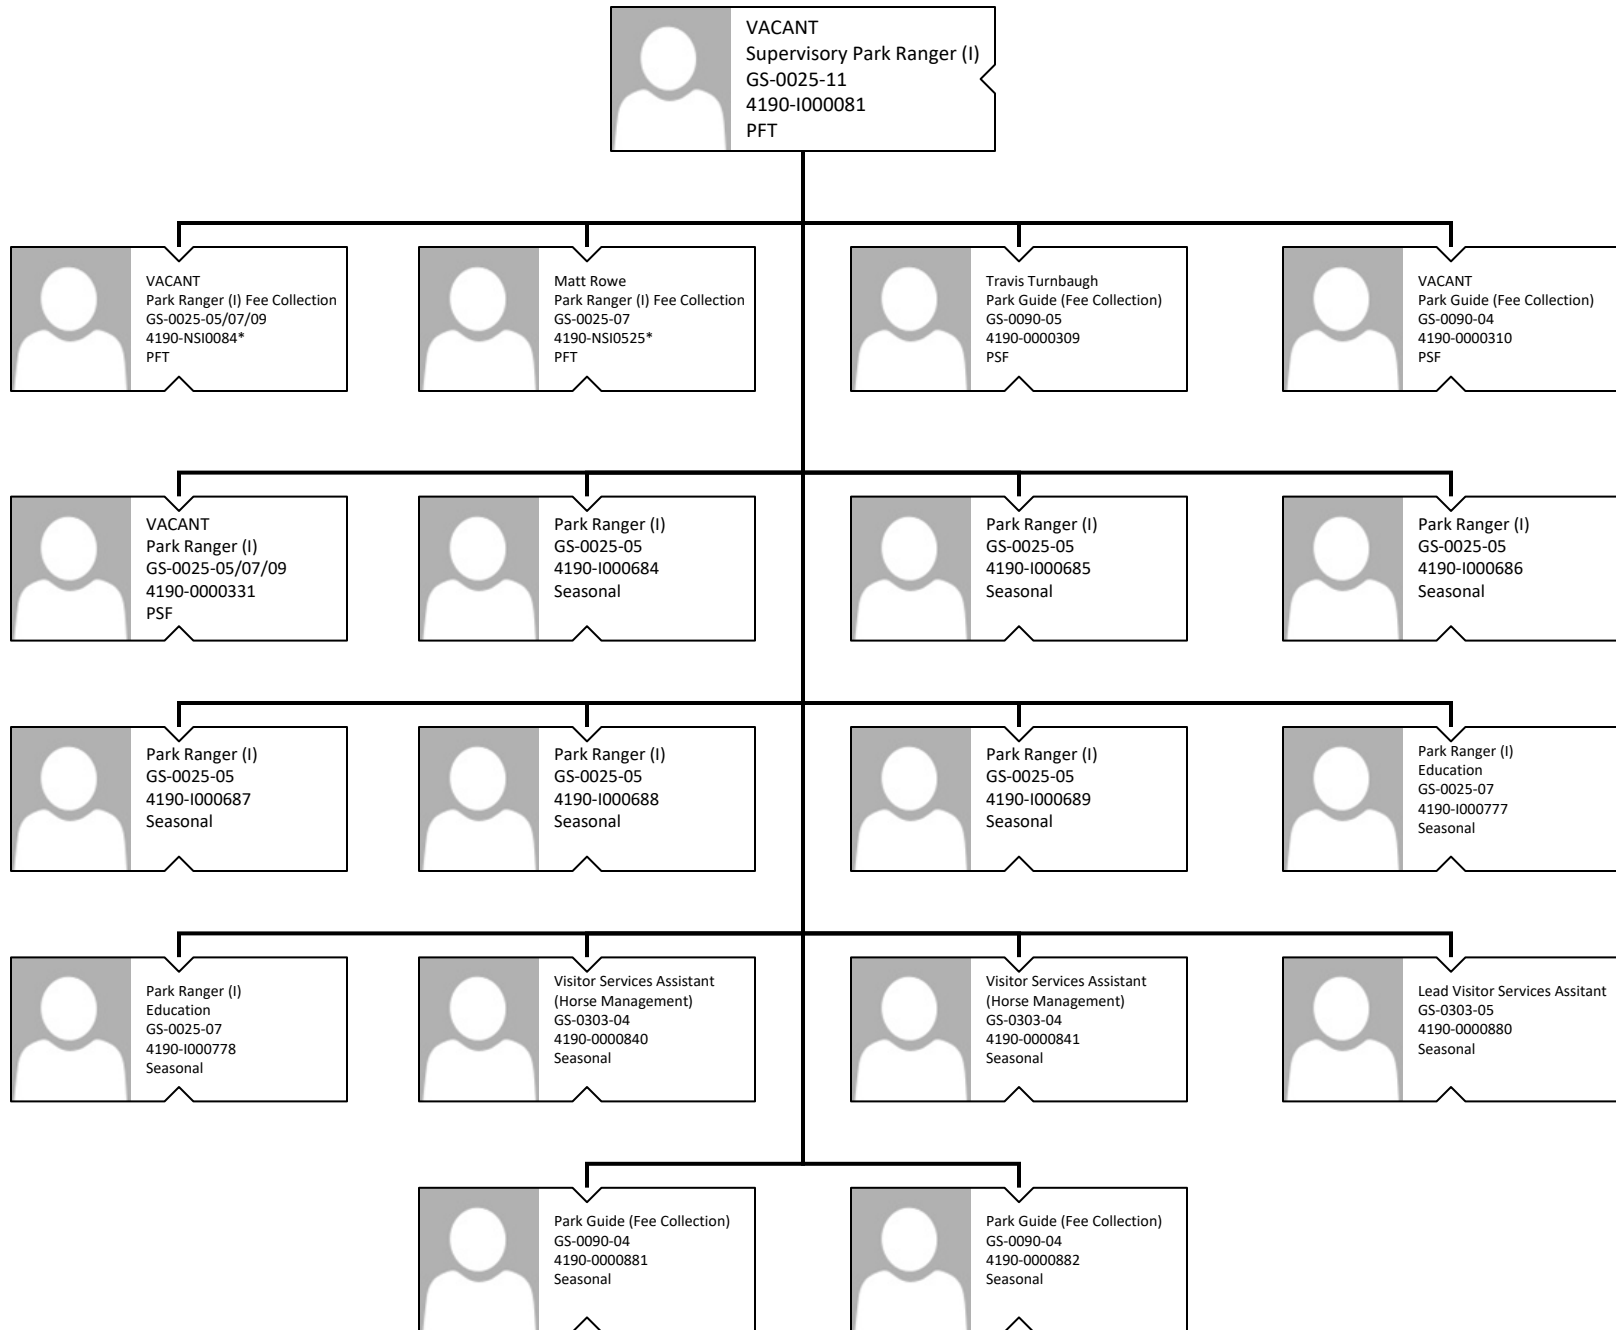 VACANT
Supervisory Park Ranger (I)
GS-0025-11
4190-I000081
PFT
VACANT
Park Ranger (I) Fee Collection
GS-0025-05/07/09
4190-NSI0084*
PFT
Matt Rowe
Park Ranger (I) Fee Collection
GS-0025-07
4190-NSI0525*
PFT
Travis Turnbaugh
Park Guide (Fee Collection)
GS-0090-05
4190-0000309
PSF
VACANT
Park Guide (Fee Collection)
GS-0090-04
4190-0000310
PSF
VACANT
Park Ranger (I)
GS-0025-05/07/09
4190-0000331
PSF
Park Ranger (I)
GS-0025-05
4190-I000684
Seasonal
Park Ranger (I)
GS-0025-05
4190-I000685
Seasonal
Park Ranger (I)
GS-0025-05
4190-I000686
Seasonal
Park Ranger (I)
GS-0025-05
4190-I000687
Seasonal
Park Ranger (I)
GS-0025-05
4190-I000688
Seasonal
Park Ranger (I)
GS-0025-05
4190-I000689
Seasonal
Park Ranger (I)
Education
GS-0025-07
4190-I000777
Seasonal
Park Ranger (I)
Education
GS-0025-07
4190-I000778
Seasonal
Visitor Services Assistant
(Horse Management)
GS-0303-04
4190-0000840
Seasonal
Visitor Services Assistant
(Horse Management)
GS-0303-04
4190-0000841
Seasonal
Lead Visitor Services Assitant
GS-0303-05
4190-0000880
Seasonal
Park Guide (Fee Collection)
GS-0090-04
4190-0000881
Seasonal
Park Guide (Fee Collection)
GS-0090-04
4190-0000882
Seasonal